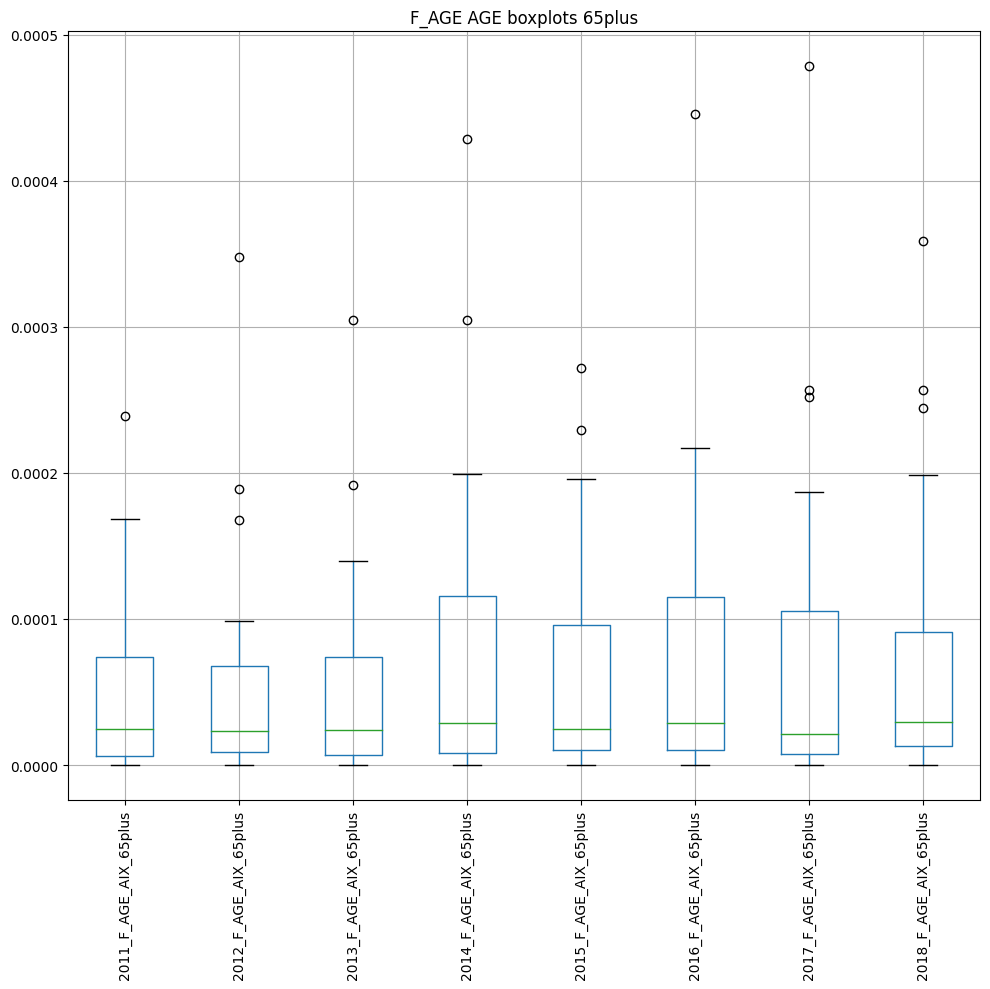 F_AGE AGE boxplots 65plus
0.0005
0.0004
0.0003
0.0002
0.0001
0.0000
2011_F_AGE_AIX_65plus
2012_F_AGE_AIX_65plus
2013_F_AGE_AIX_65plus
2014_F_AGE_AIX_65plus
2015_F_AGE_AIX_65plus
2016_F_AGE_AIX_65plus
2017_F_AGE_AIX_65plus
2018_F_AGE_AIX_65plus